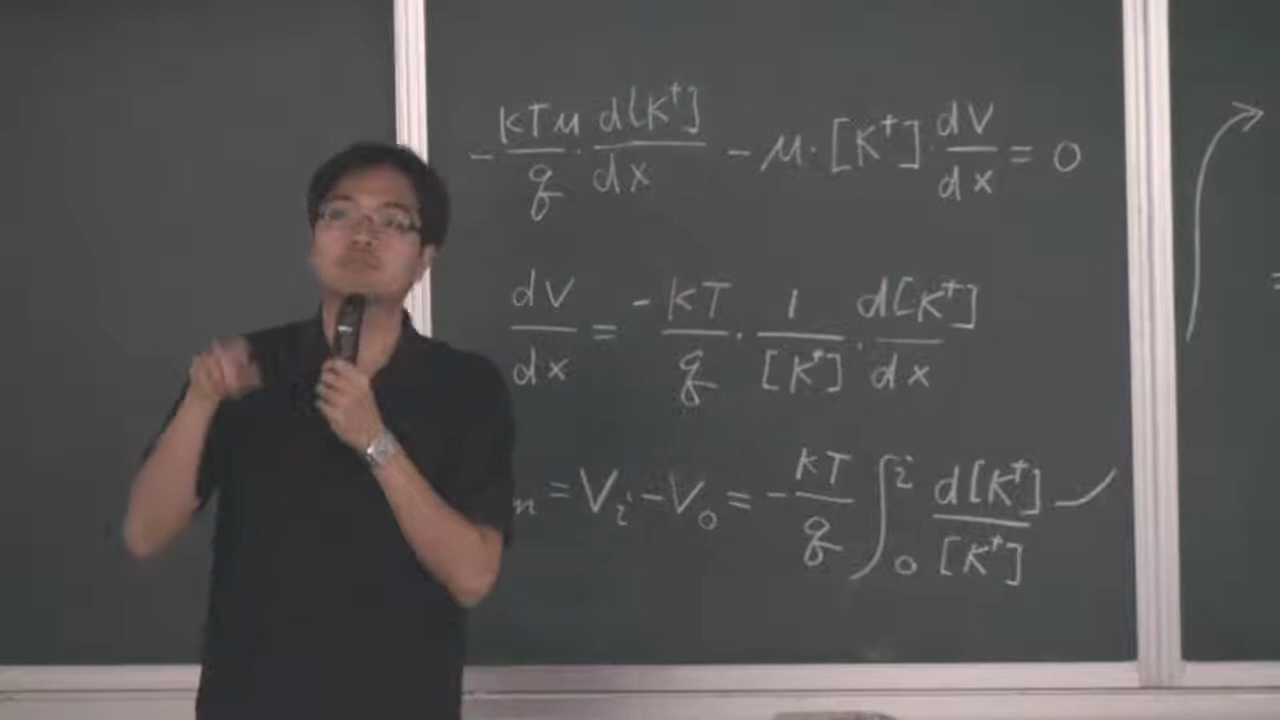 - kTμ/q · d[K⁺]/dx - μ · [K⁺] · dV/dx = 0
dV/dx = - kT/q · 1/[K⁺] · d[K⁺]/dx
m = Vᵢ - V₀ = - kT/q ∫₀ⁱ d[K⁺]/[K⁺]